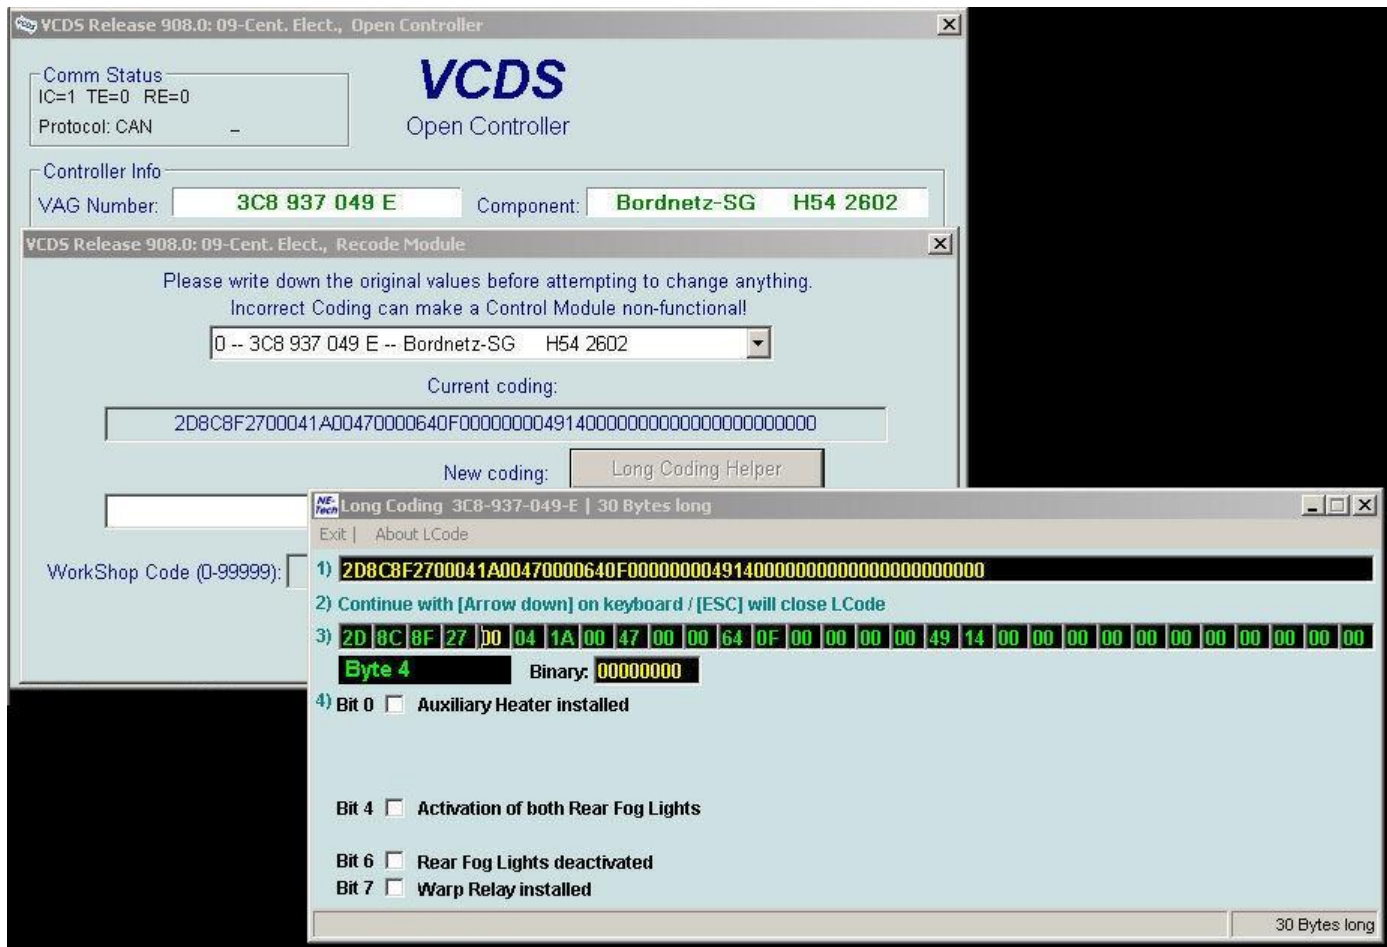 VCDS Release 908.0: 09-Cent. Elect., Open Controller
Comm Status
IC=1 TE=0 RE=0
Protocol: CAN –
VCDS
Open Controller
Controller Info
VAG Number: 3C8 937 049 E Component: Bordnetz-SG H54 2602
VCDS Release 908.0: 09-Cent. Elect., Recode Module
Please write down the original values before attempting to change anything.
Incorrect Coding can make a Control Module non-functional!
0 -- 3C8 937 049 E -- Bordnetz-SG H54 2602
Current coding:
2D8C8F2700041A00470000640F00000000491400000000000000000000000
New coding: Long Coding Helper
WorkShop Code (0-99999):
NE-Tech Long Coding 3C8-937-049-E | 30 Bytes long
Exit | About LCode
1) 2D8C8F2700041A00470000640F00000000491400000000000000000000000
2) Continue with [Arrow down] on keyboard / [ESC] will close LCode
3) 2D 8C 8F 27 00 04 1A 00 47 00 00 64 0F 00 00 00 00 49 14 00 00 00 00 00 00 00 00 00 00 00
Byte 4 Binary: 00000000
4) Bit 0 Auxiliary Heater installed
Bit 4 Activation of both Rear Fog Lights
Bit 6 Rear Fog Lights deactivated
Bit 7 Warp Relay installed
30 Bytes long